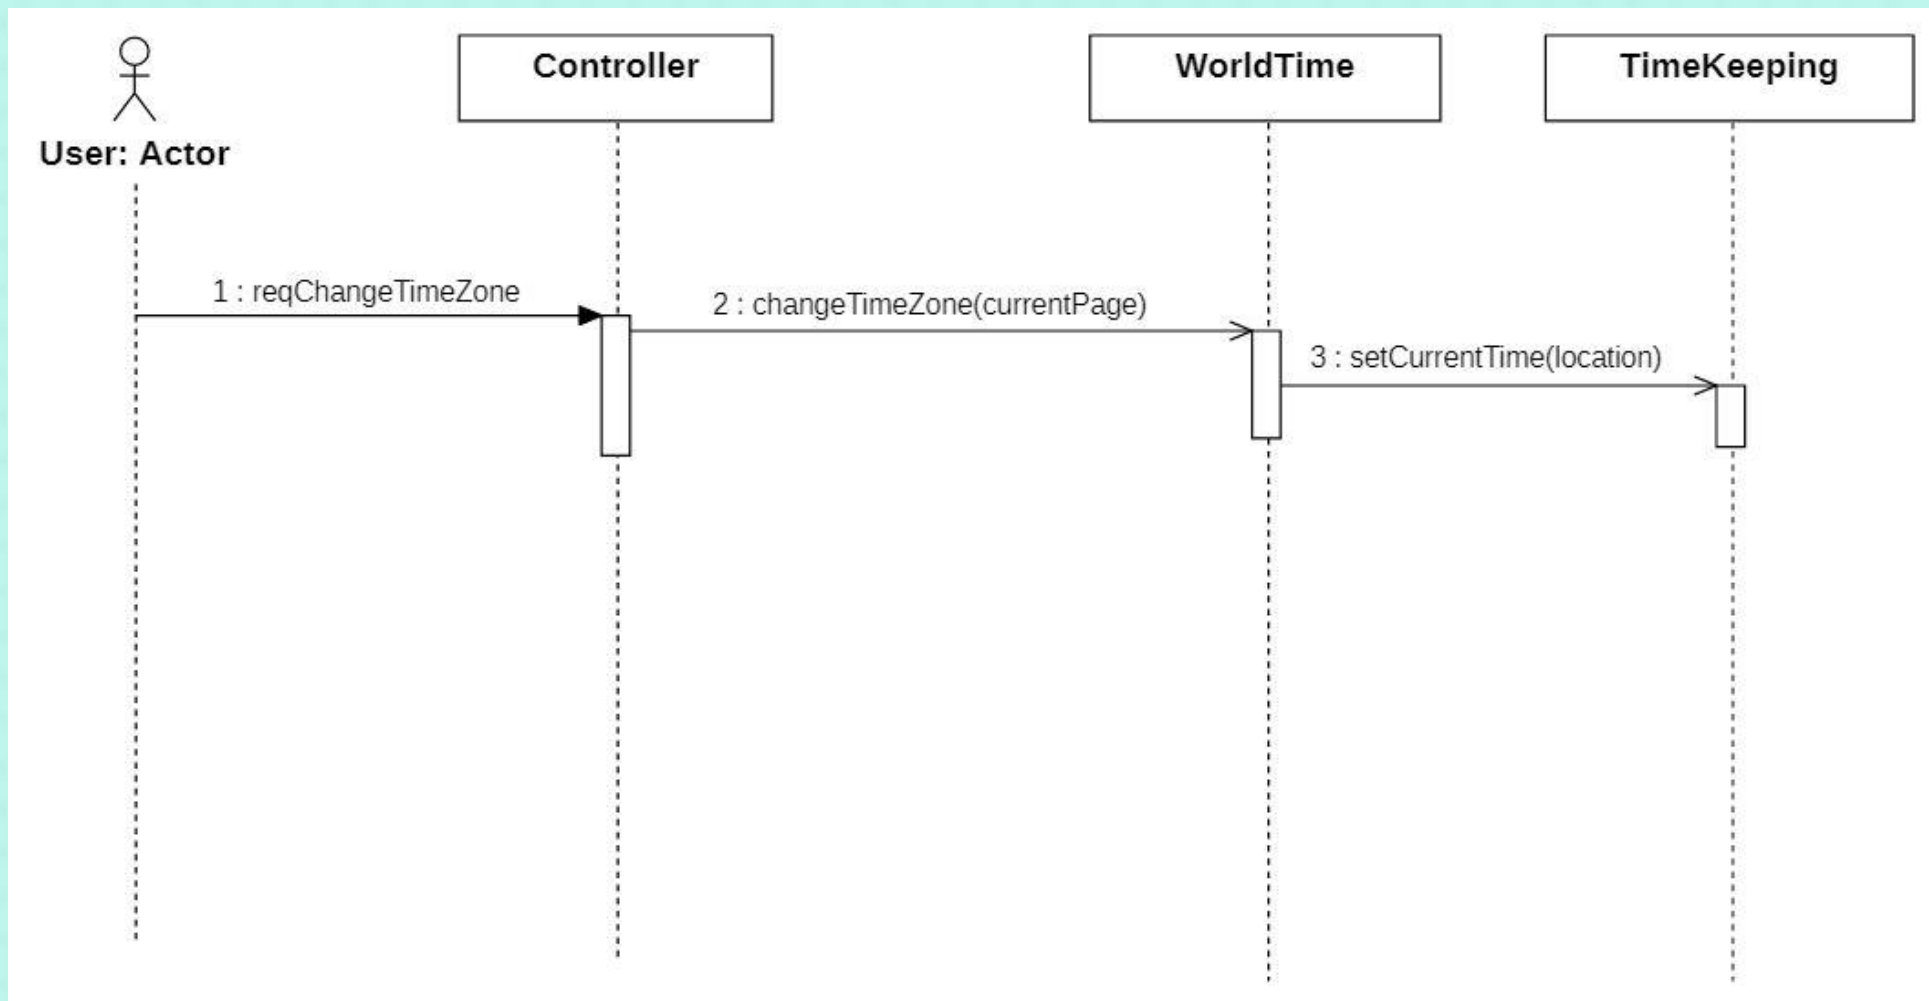 Controller
WorldTime
TimeKeeping
User: Actor
1 : reqChangeTimeZone
2 : changeTimeZone(currentPage)
3 : setCurrentTime(location)